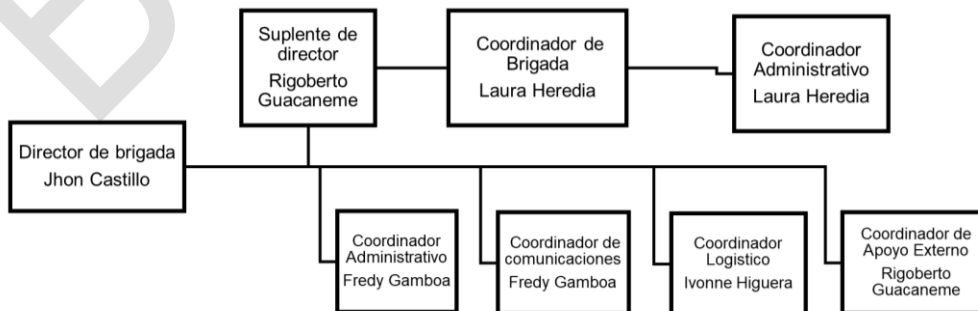 Suplente de
director
Rigoberto
Guacaneme
Coordinador de
Brigada
Laura Heredia
Coordinador
Administrativo
Laura Heredia
Director de brigada
Jhon Castillo
Coordinador
Administrativo
Fredy Gamboa
Coordinador de
comunicaciones
Fredy Gamboa
Coordinador
Logistico
Ivonne Higuera
Coordinador de
Apoyo Externo
Rigoberto
Guacaneme